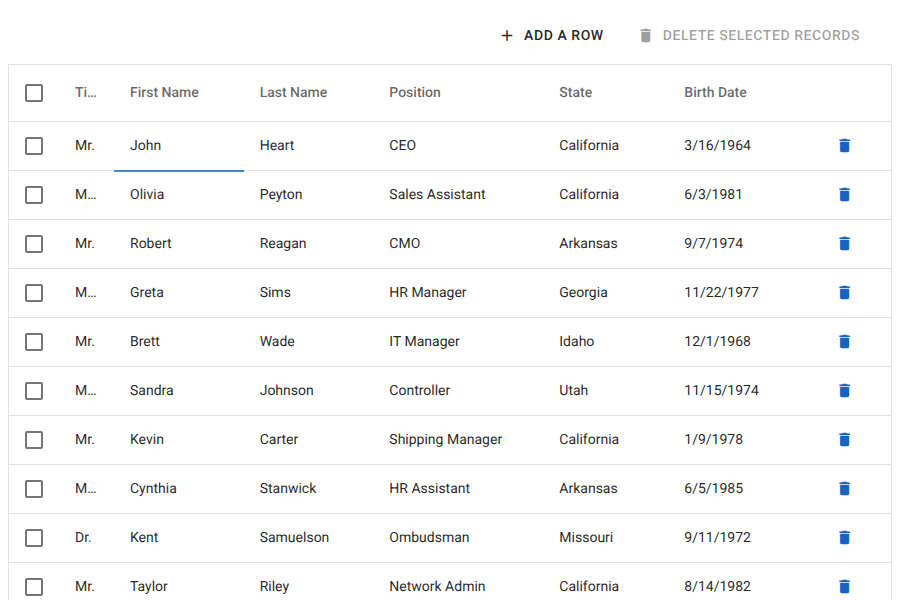 ADD A ROW DELETE SELECTED RECORDS
Ti... First Name Last Name Position State Birth Date
Mr. John Heart CEO California 3/16/1964
M... Olivia Peyton Sales Assistant California 6/3/1981
Mr. Robert Reagan CMO Arkansas 9/7/1974
M... Greta Sims HR Manager Georgia 11/22/1977
Mr. Brett Wade IT Manager Idaho 12/1/1968
M... Sandra Johnson Controller Utah 11/15/1974
Mr. Kevin Carter Shipping Manager California 1/9/1978
M... Cynthia Stanwick HR Assistant Arkansas 6/5/1985
Dr. Kent Samuelson Ombudsman Missouri 9/11/1972
Mr. Taylor Riley Network Admin California 8/14/1982